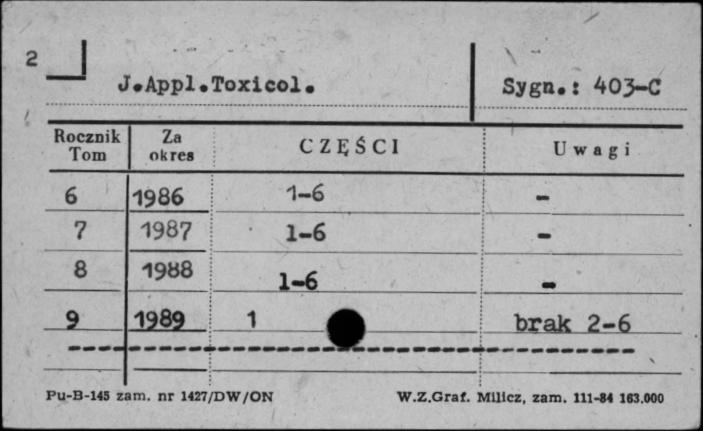 2
J.Appl.Toxicol. Sygn.: 403-C
Rocznik Tom Za okres CZĘŚCI Uwagi
6 1986 1-6 -
7 1987 1-6 -
8 1988 1-6 -
9 1989 1 brak 2-6
Pu-B-145 zam. nr 1427/DW/ON W.Z.Graf. Milicz, zam. 111-84 163.000